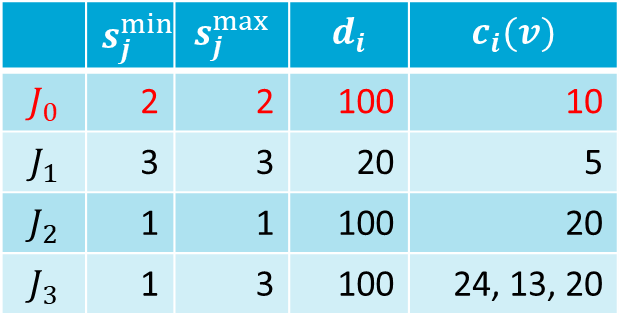 s_j^min s_j^max d_i c_i(v)
J_0 2 2 100 10
J_1 3 3 20 5
J_2 1 1 100 20
J_3 1 3 100 24, 13, 20